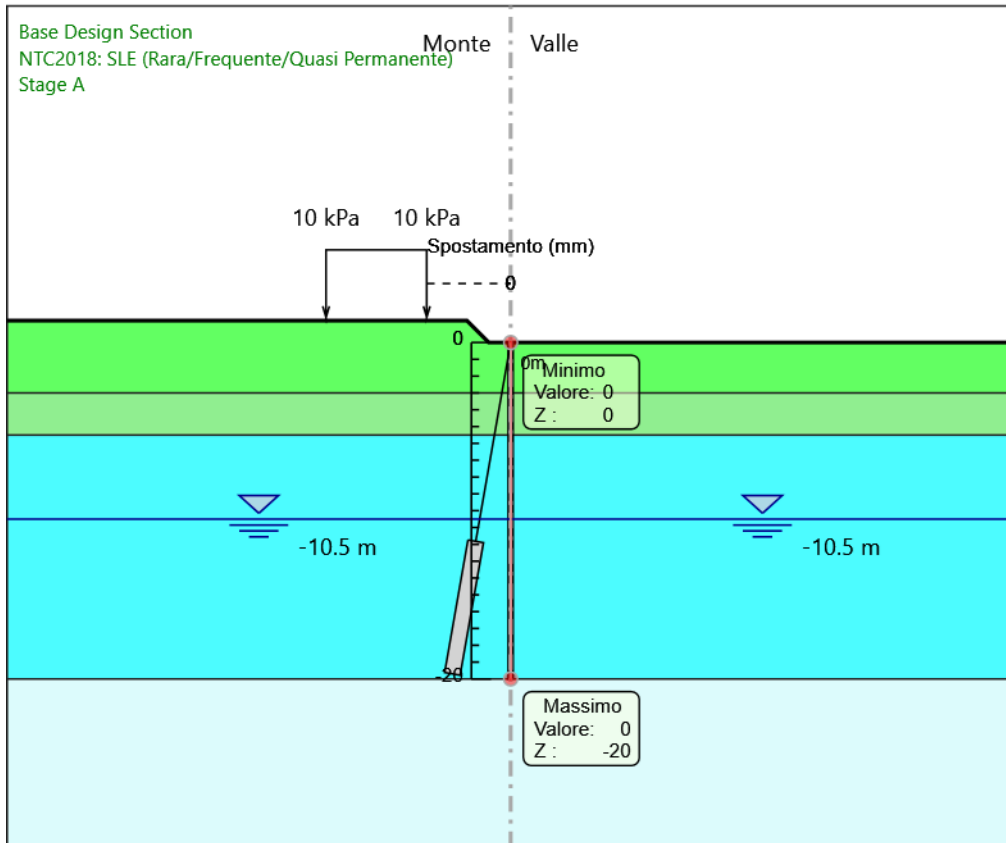 Base Design Section
NTC2018: SLE (Rara/Frequente/Quasi Permanente)
Stage A
Monte
Valle
10 kPa
10 kPa
Spostamento (mm)
0
0
0m
Minimo
Valore: 0
Z : 0
-10.5 m
-10.5 m
-20
Massimo
Valore: 0
Z : -20